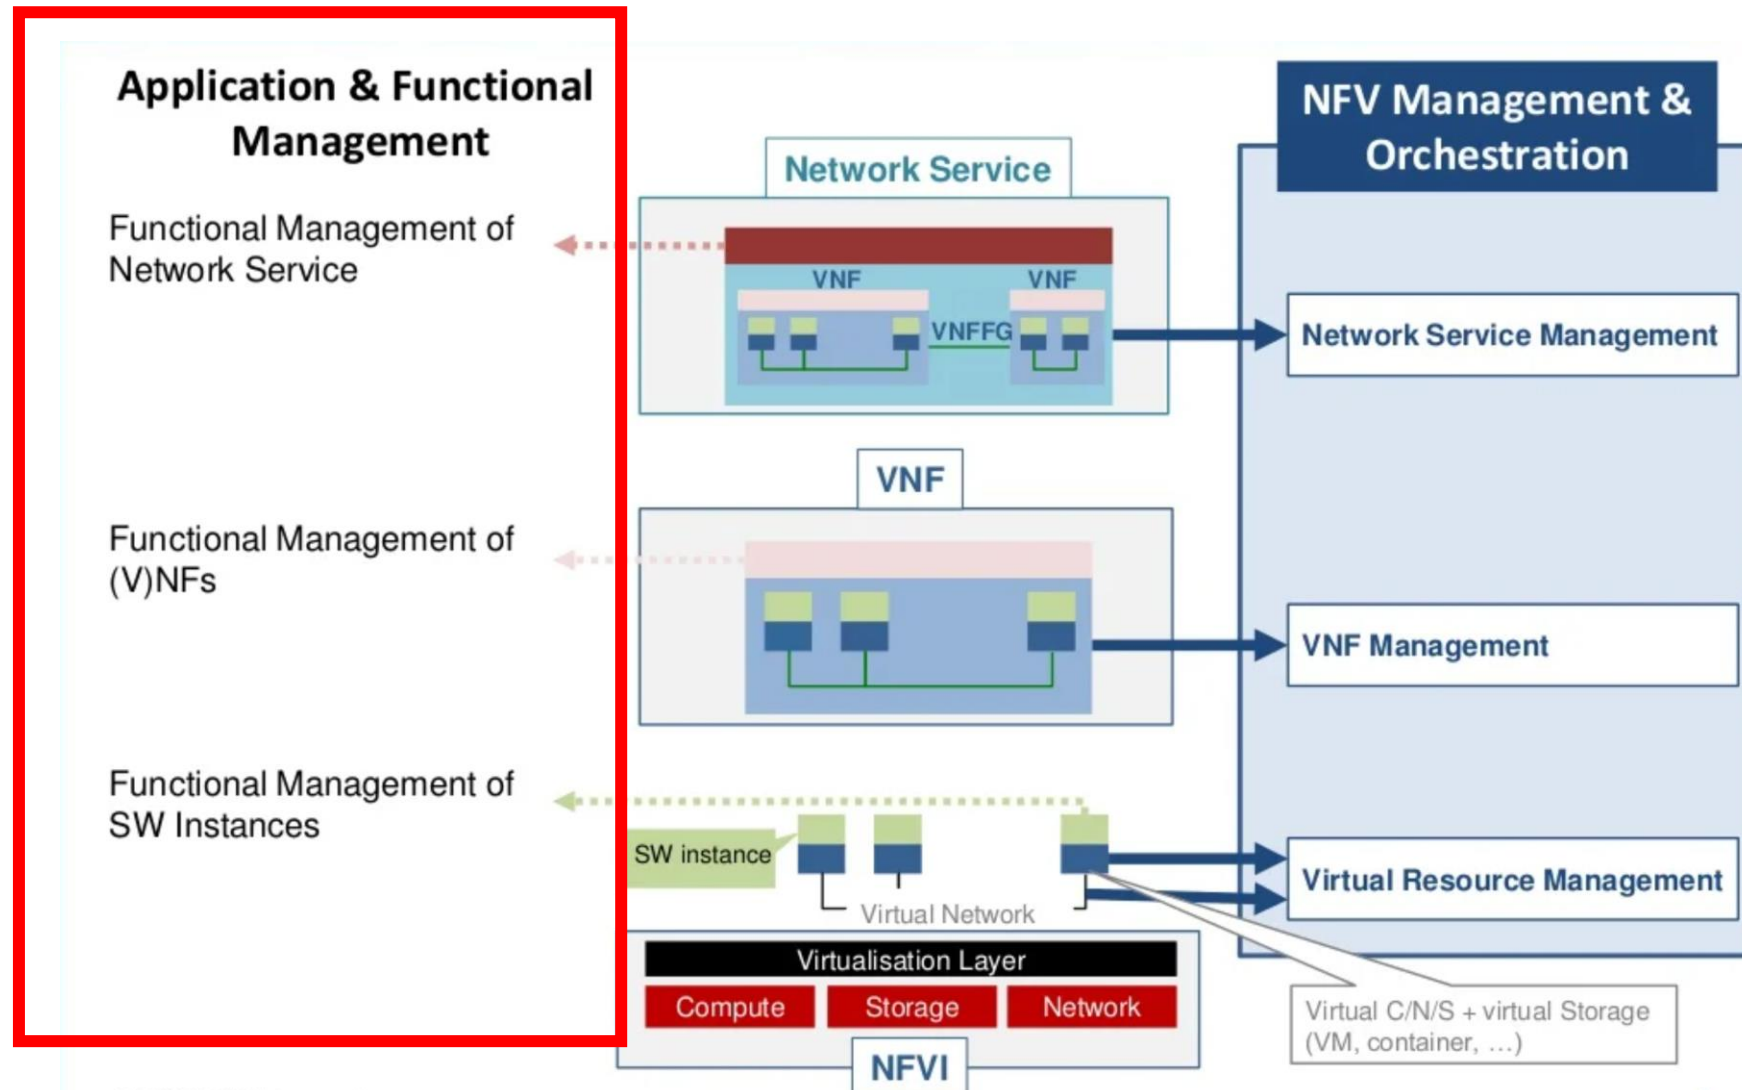 Application & Functional
Management
NFV Management &
Orchestration
Network Service
Functional Management of
Network Service
VNF
VNF
VNFFG
Network Service Management
VNF
Functional Management of
(V)NFs
VNF Management
Functional Management of
SW Instances
SW instance
Virtual Network
Virtual Resource Management
Virtualisation Layer
Compute
Storage
Network
NFVI
Virtual C/N/S + virtual Storage
(VM, container, ...)